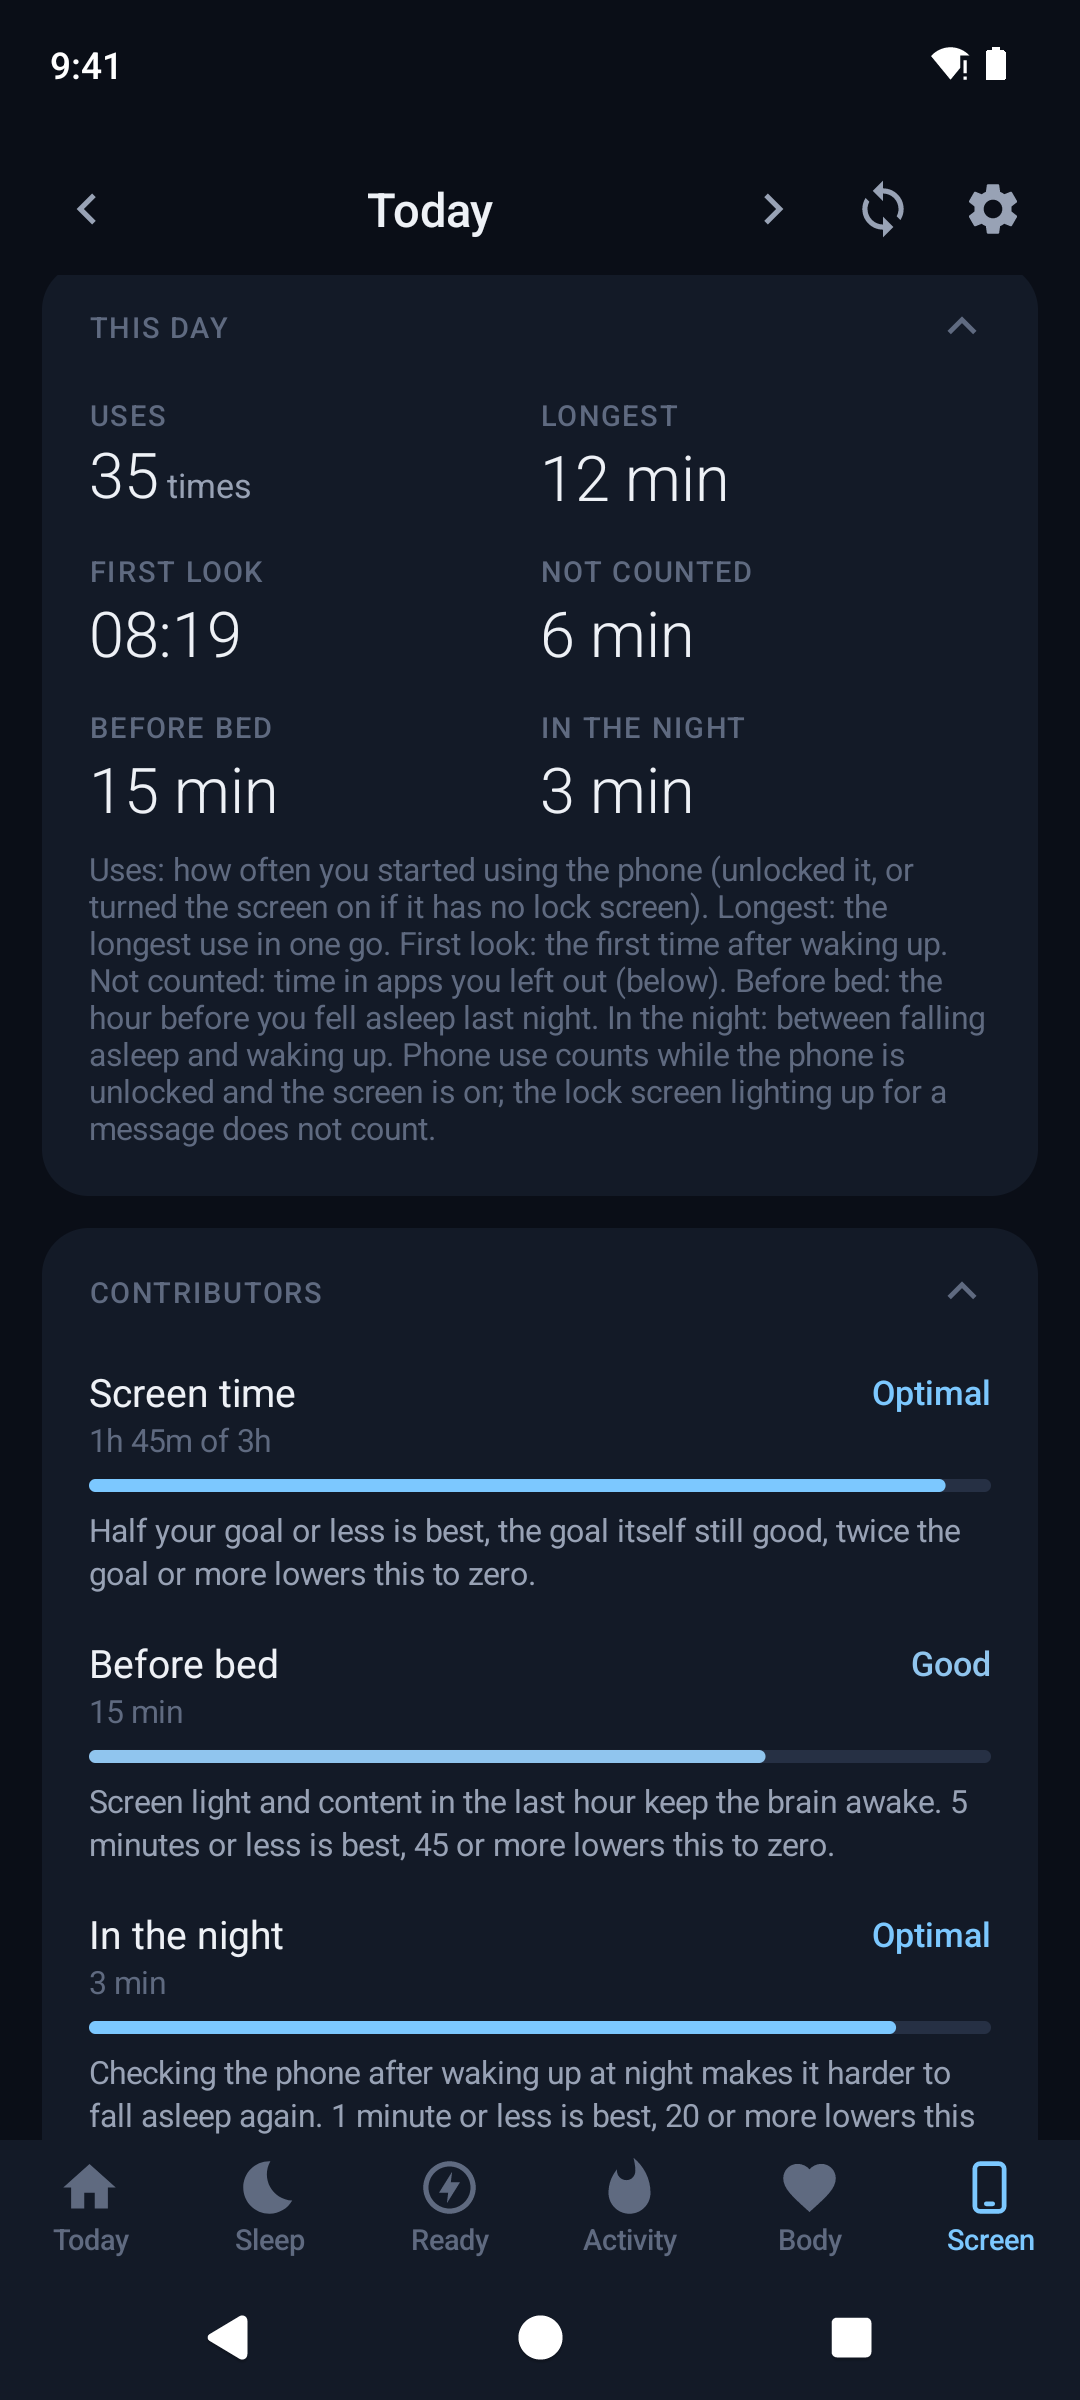 9:41
Today
THIS DAY
USES
35 times
LONGEST
12 min
FIRST LOOK
08:19
NOT COUNTED
6 min
BEFORE BED
15 min
IN THE NIGHT
3 min
Uses: how often you started using the phone (unlocked it, or
turned the screen on if it has no lock screen). Longest: the
longest use in one go. First look: the first time after waking up.
Not counted: time in apps you left out (below). Before bed: the
hour before you fell asleep last night. In the night: between falling
asleep and waking up. Phone use counts while the phone is
unlocked and the screen is on; the lock screen lighting up for a
message does not count.
CONTRIBUTORS
Screen time
Optimal
1h 45m of 3h
Half your goal or less is best, the goal itself still good, twice the
goal or more lowers this to zero.
Before bed
Good
15 min
Screen light and content in the last hour keep the brain awake. 5
minutes or less is best, 45 or more lowers this to zero.
In the night
Optimal
3 min
Checking the phone after waking up at night makes it harder to
fall asleep again. 1 minute or less is best, 20 or more lowers this
Today
Sleep
Ready
Activity
Body
Screen